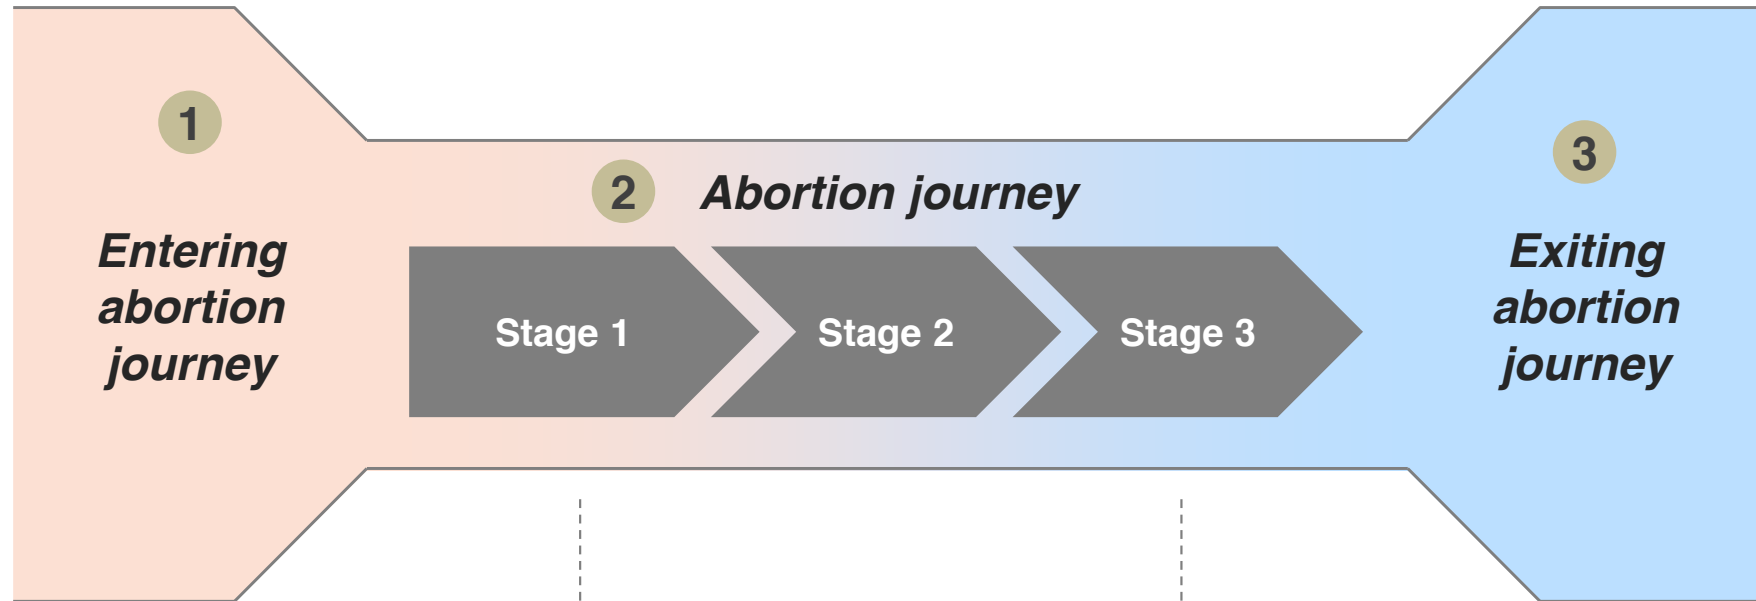 1
Entering
abortion
journey
2 Abortion journey
Stage 1
Stage 2
Stage 3
3
Exiting
abortion
journey